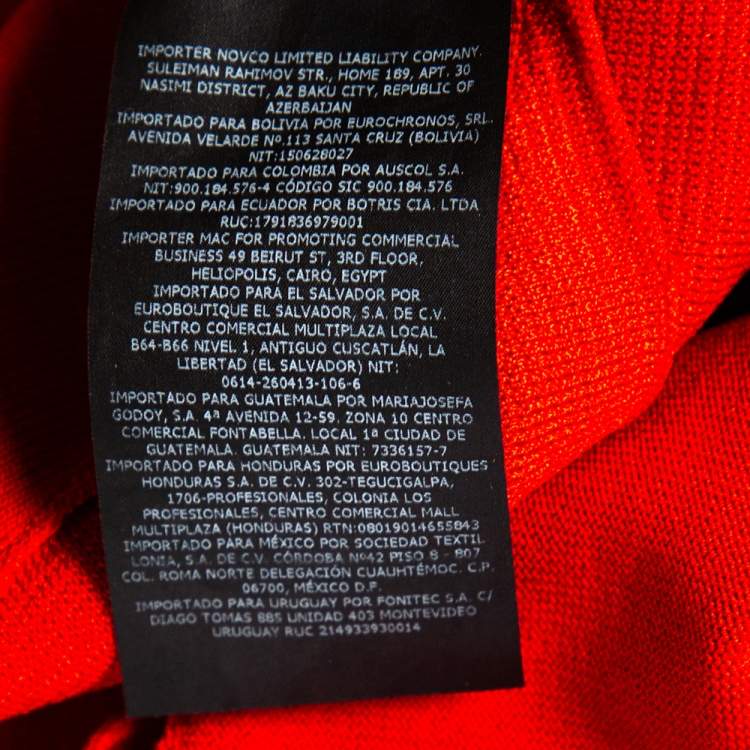 IMPORTER NOVCO LIMITED LIABILITY COMPANY.
SULEIMAN RAHIMOV STR., HOME 189, APT. 30
NASIMI DISTRICT, AZ BAKU CITY, REPUBLIC OF
AZERBAIJAN
IMPORTADO PARA BOLIVIA POR EUROCHRONOS, SRL.
AVENIDA VELARDE Nº.113 SANTA CRUZ (BOLIVIA)
NIT:150628027
IMPORTADO PARA COLOMBIA POR AUSCOL S.A.
NIT:900.184.576-4 CÓDIGO SIC 900.184.576
IMPORTADO PARA ECUADOR POR BOTRIS CIA. LTDA
RUC:1791836979001
IMPORTER MAC FOR PROMOTING COMMERCIAL
BUSINESS 49 BEIRUT ST, 3RD FLOOR,
HELIOPOLIS, CAIRO, EGYPT
IMPORTADO PARA EL SALVADOR POR
EUROBOUTIQUE EL SALVADOR, S.A. DE C.V.
CENTRO COMERCIAL MULTIPLAZA LOCAL
B64-B66 NIVEL 1, ANTIGUO CUSCATLÁN, LA
LIBERTAD (EL SALVADOR) NIT:
0614-260413-106-6
IMPORTADO PARA GUATEMALA POR MARIAJOSEFA
GODOY, S.A. 4ª AVENIDA 12-59. ZONA 10 CENTRO
COMERCIAL FONTABELLA. LOCAL 1ª CIUDAD DE
GUATEMALA. GUATEMALA NIT: 7336157-7
IMPORTADO PARA HONDURAS POR EUROBOUTIQUES
HONDURAS S.A. DE C.V. 302-TEGUCIGALPA,
1706-PROFESIONALES, COLONIA LOS
PROFESIONALES, CENTRO COMERCIAL MALL
MULTIPLAZA (HONDURAS) RTN:08019014655843
IMPORTADO PARA MÉXICO POR SOCIEDAD TEXTIL
LONIA, S.A. DE C.V. CÓRDOBA Nº42 PISO 8 - 807
COL. ROMA NORTE DELEGACIÓN CUAUHTÉMOC. C.P.
06700, MÉXICO D.F.
IMPORTADO PARA URUGUAY POR FONITEC S.A. C/
DIAGO TOMAS 885 UNIDAD 403 MONTEVIDEO
URUGUAY RUC 214933930014